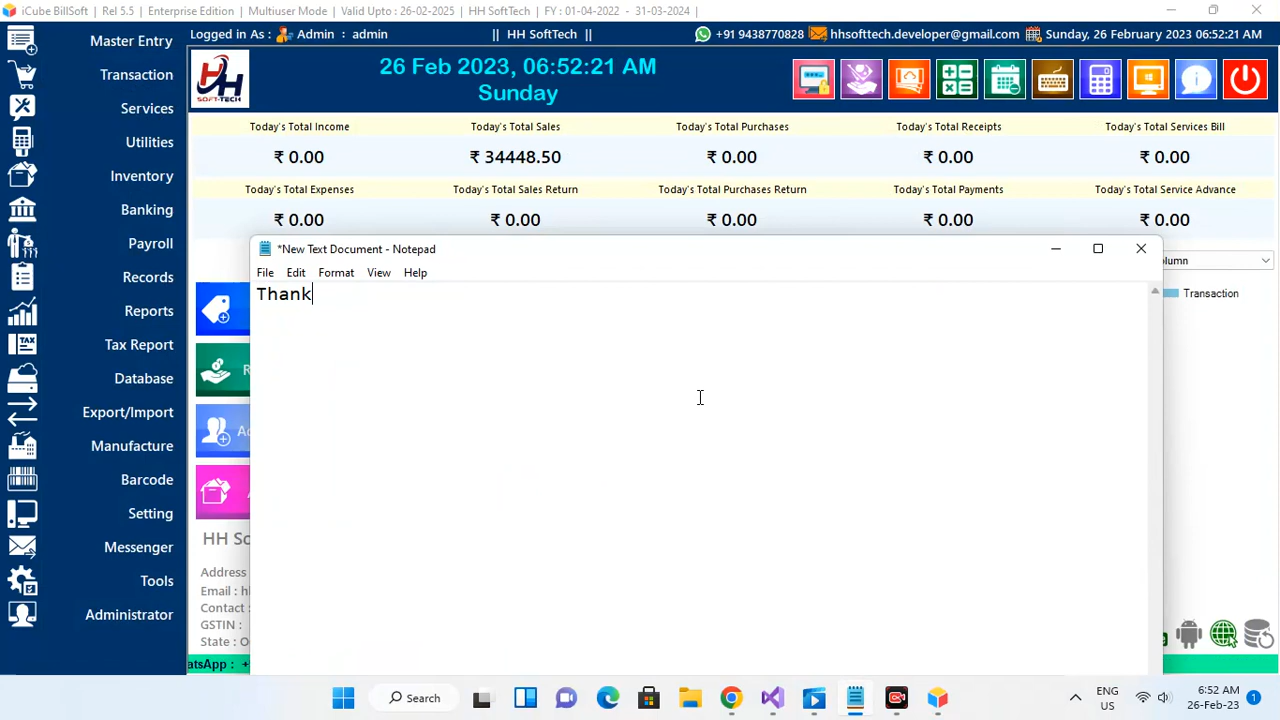 iCube BillSoft | Rel 5.5 | Enterprise Edition | Multiuser Mode | Valid Upto : 26-02-2025 | HH SoftTech | FY : 01-04-2022 - 31-03-2024 |
Logged in As : Admin : admin || HH SoftTech || +91 9438770828 hhsofttech.developer@gmail.com Sunday, 26 February 2023 06:52:21 AM
Master Entry
Transaction
Services
Utilities
Inventory
Banking
Payroll
Records
Reports
Tax Report
Database
Export/Import
Manufacture
Barcode
Setting
Messenger
Tools
Administrator
HH
SOFT-TECH
26 Feb 2023, 06:52:21 AM
Sunday
Today's Total Income Today's Total Sales Today's Total Purchases Today's Total Receipts Today's Total Services Bill
₹ 0.00 ₹ 34448.50 ₹ 0.00 ₹ 0.00 ₹ 0.00
Today's Total Expenses Today's Total Sales Return Today's Total Purchases Return Today's Total Payments Today's Total Service Advance
₹ 0.00 ₹ 0.00 ₹ 0.00 ₹ 0.00 ₹ 0.00
*New Text Document - Notepad
File Edit Format View Help
Thank
lumn
Transaction
HH So
Address
Email : h
Contact :
GSTIN :
State : O
atsApp : +
Search
ENG
US
6:52 AM
26-Feb-23
1